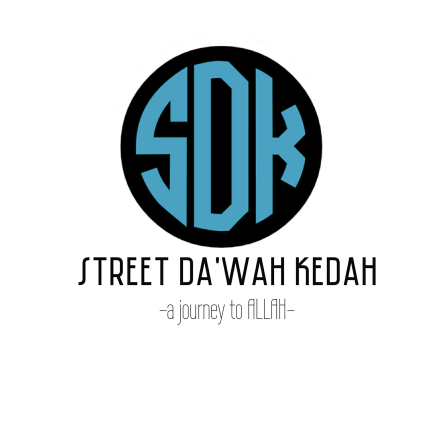 SDK
STREET DA'WAH KEDAH
-a journey to ALLAH-